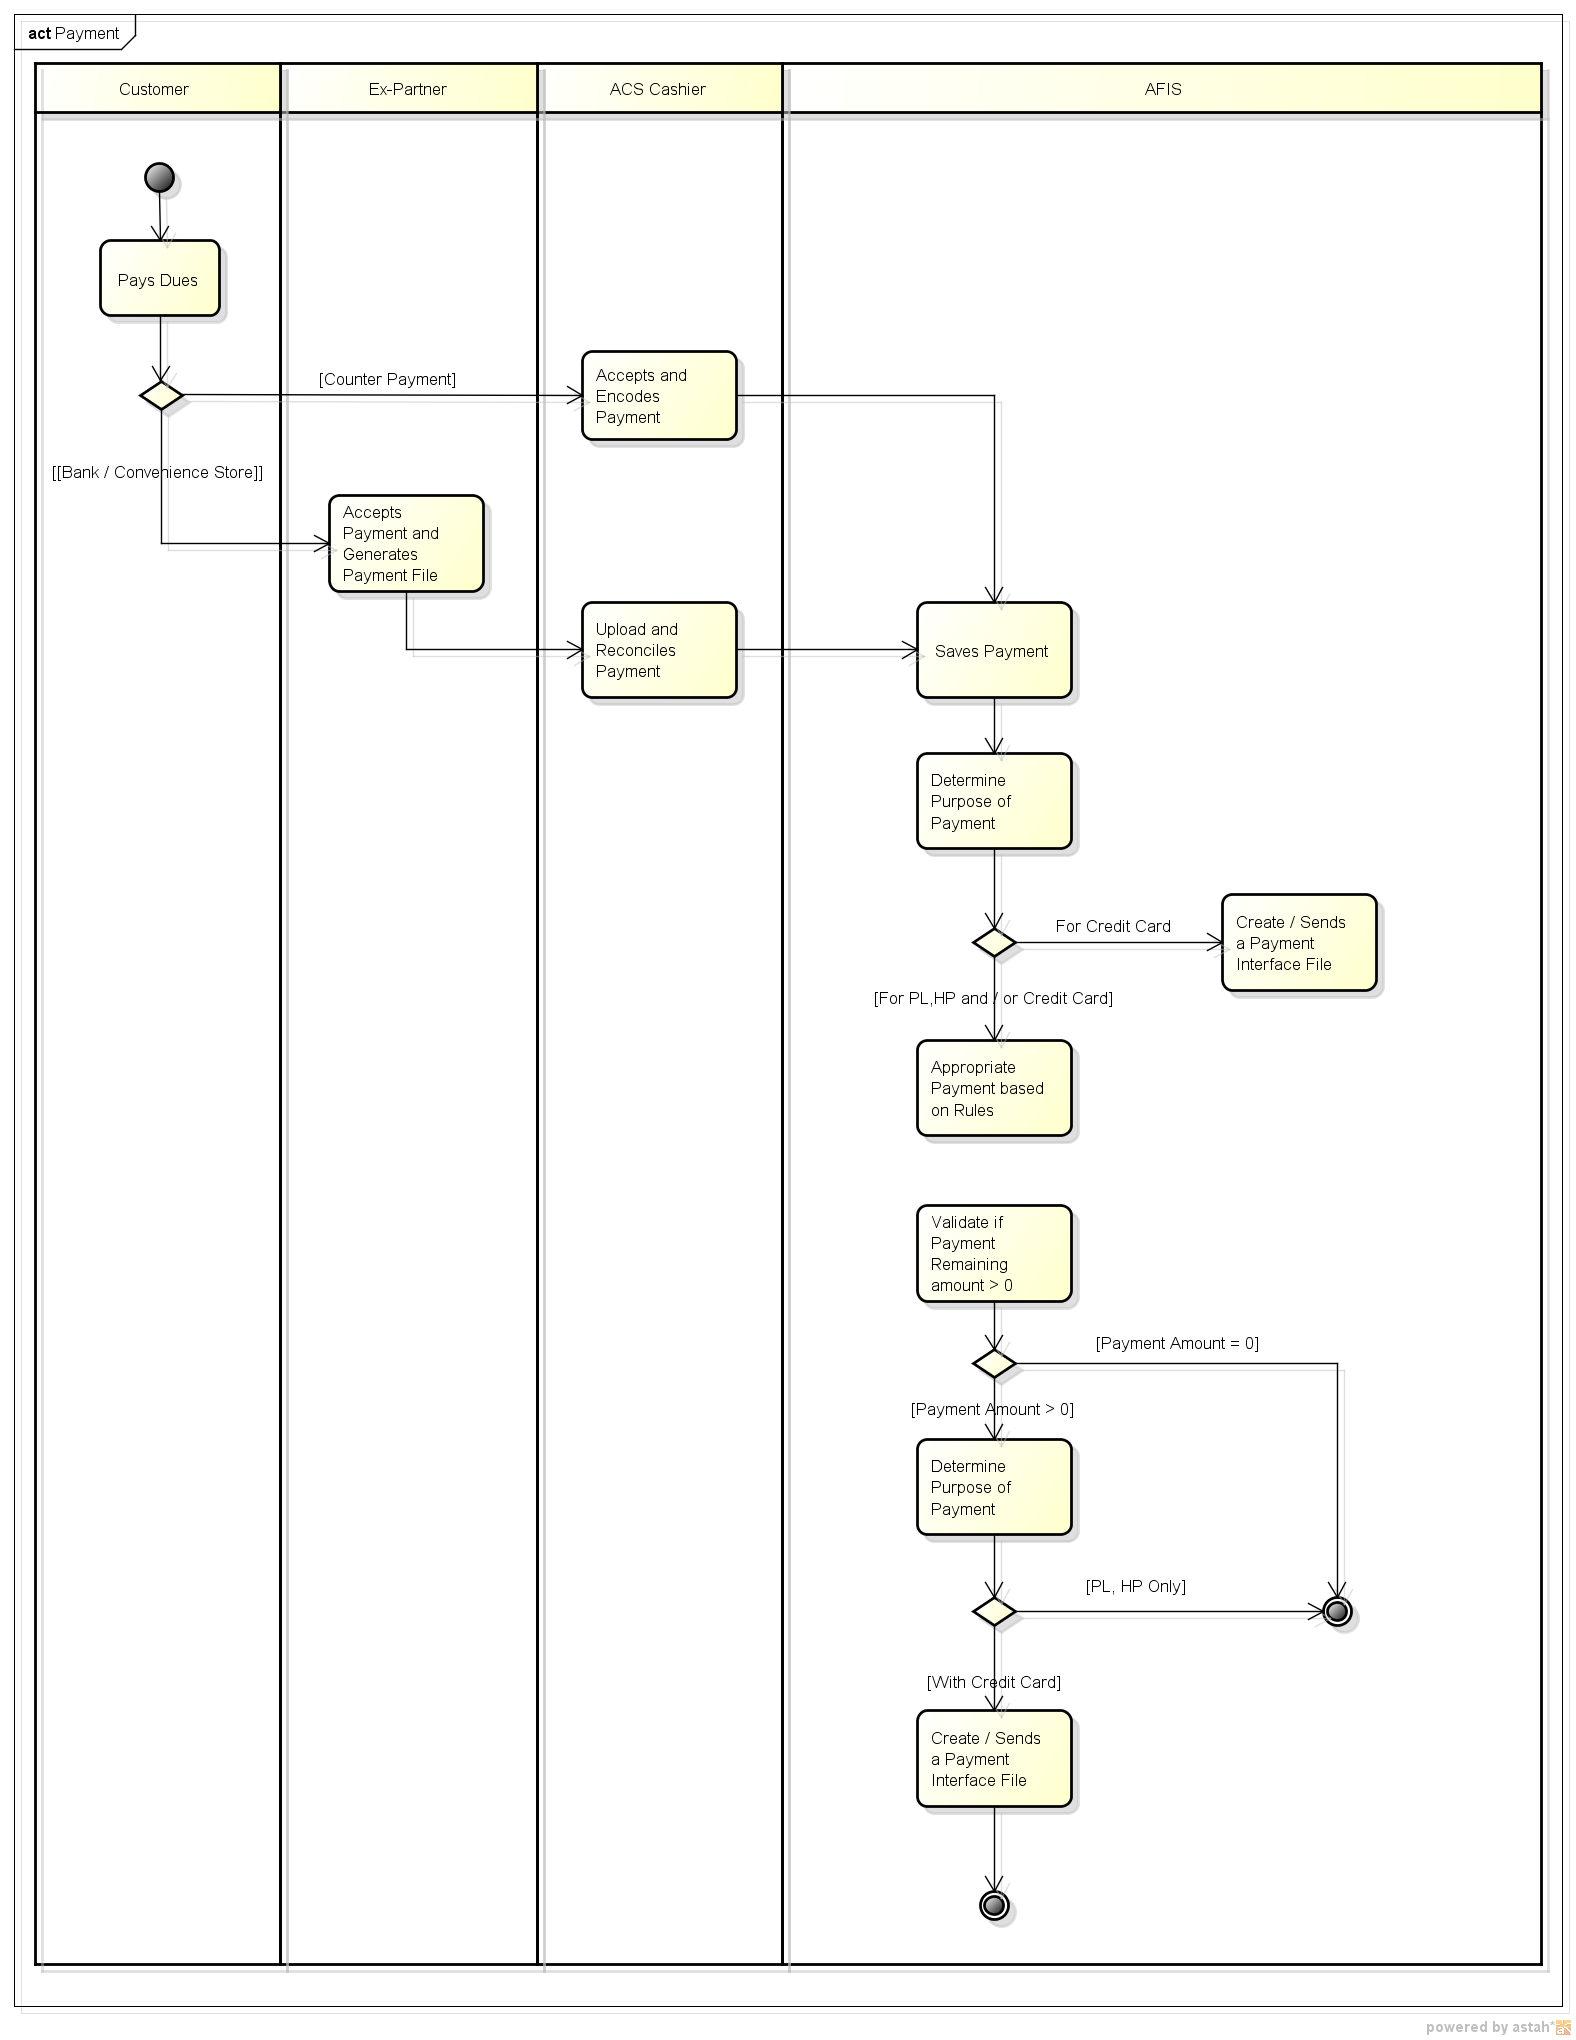 act Payment
Customer
Ex-Partner
ACS Cashier
AFIS
Pays Dues
[Counter Payment]
Accepts and
Encodes
Payment
[[Bank / Convenience Store]]
Accepts
Payment and
Generates
Payment File
Upload and
Reconciles
Payment
Saves Payment
Determine
Purpose of
Payment
For Credit Card
Create / Sends
a Payment
Interface File
[For PL,HP and / or Credit Card]
Appropriate
Payment based
on Rules
Validate if
Payment
Remaining
amount > 0
[Payment Amount = 0]
[Payment Amount > 0]
Determine
Purpose of
Payment
[PL, HP Only]
[With Credit Card]
Create / Sends
a Payment
Interface File
powered by astah*